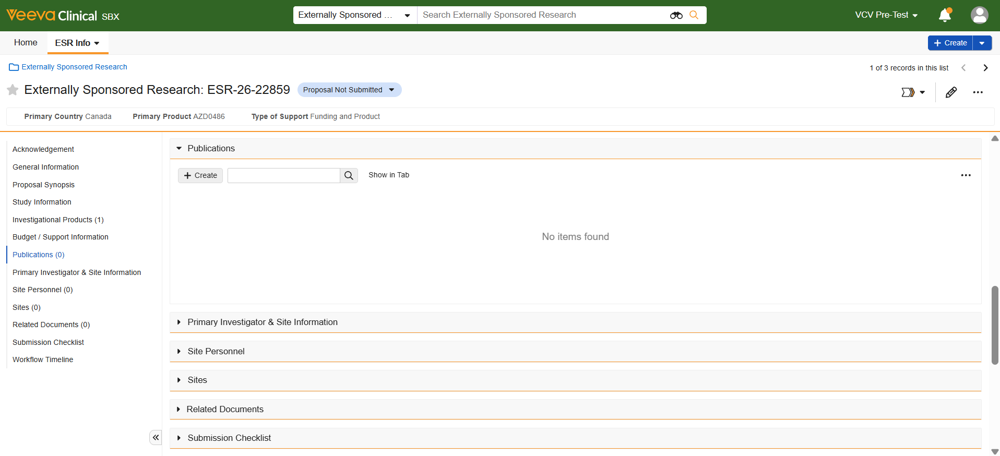 Veeva Clinical SBX
Externally Sponsored ...
Search Externally Sponsored Research
VCV Pre-Test
Home
ESR Info
Create
Externally Sponsored Research
1 of 3 records in this list
Externally Sponsored Research: ESR-26-22859
Proposal Not Submitted
Primary Country Canada
Primary Product AZD0486
Type of Support Funding and Product
Acknowledgement
General Information
Proposal Synopsis
Study Information
Investigational Products (1)
Budget / Support Information
Publications (0)
Primary Investigator & Site Information
Site Personnel (0)
Sites (0)
Related Documents (0)
Submission Checklist
Workflow Timeline
Publications
Create
Show in Tab
No items found
Primary Investigator & Site Information
Site Personnel
Sites
Related Documents
Submission Checklist